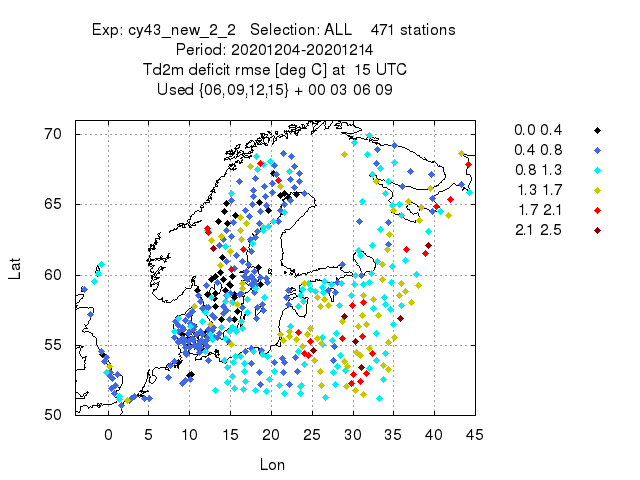 Exp: cy43_new_2_2   Selection: ALL    471 stations
Period: 20201204-20201214
Td2m deficit rmse [deg C] at  15 UTC
Used {06,09,12,15} + 00 03 06 09
70
65
60
55
50
Lat
0 5 10 15 20 25 30 35 40 45
Lon
0.0 0.4
0.4 0.8
0.8 1.3
1.3 1.7
1.7 2.1
2.1 2.5